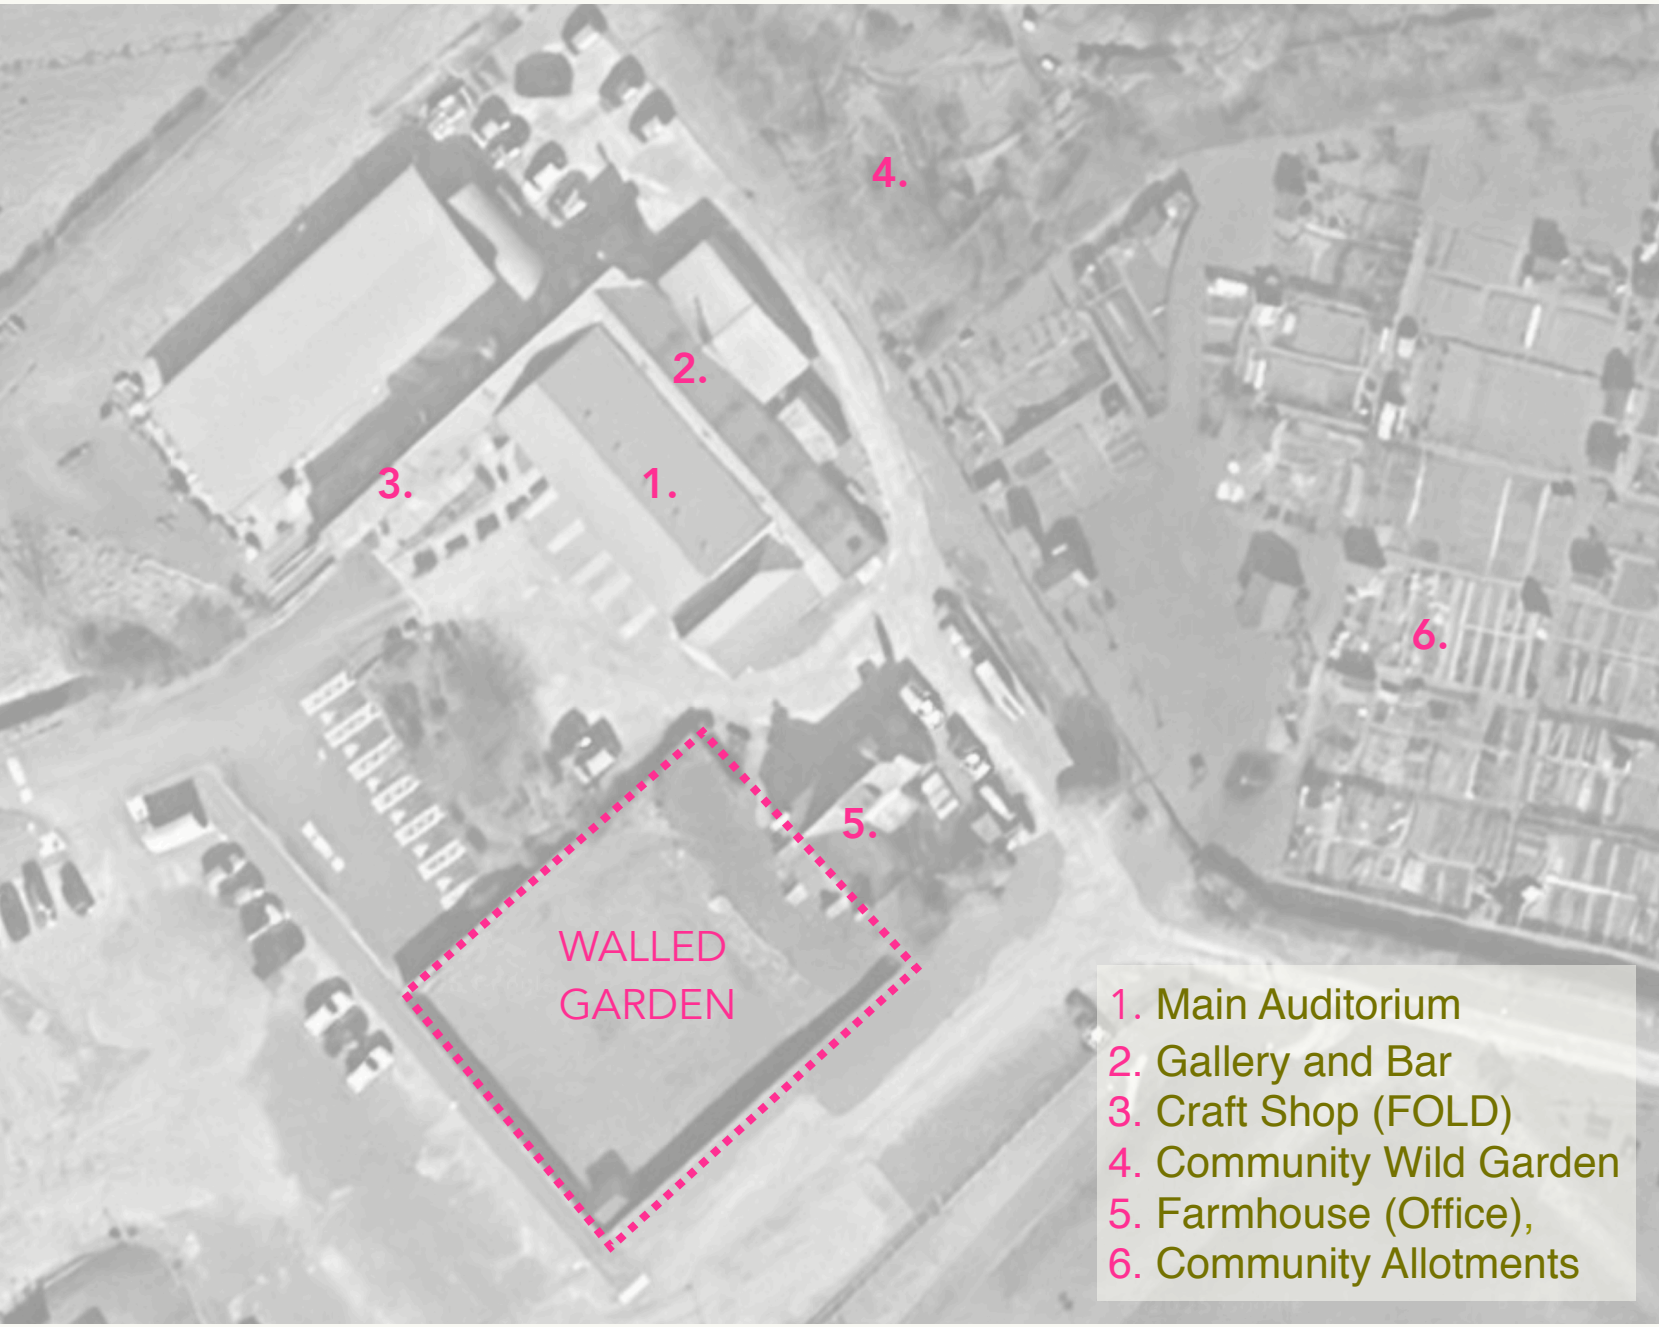 4.
2.
3.
1.
6.
5.
WALLED
GARDEN
1. Main Auditorium
2. Gallery and Bar
3. Craft Shop (FOLD)
4. Community Wild Garden
5. Farmhouse (Office),
6. Community Allotments